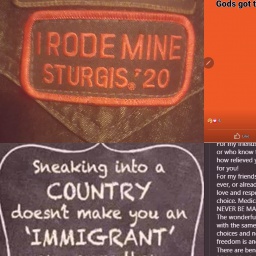 Gods got t
I RODE MINE
STURGIS, '20
For my friends
or who know
how relieved y
for you!
For my friends
ever, or alread
love and respe
choice. Medic
NEVER BE MA
The wonderfu
with the same
choices and n
freedom is an
There are ben
Sneaking into a
COUNTRY
doesn't make you an
'IMMIGRANT'